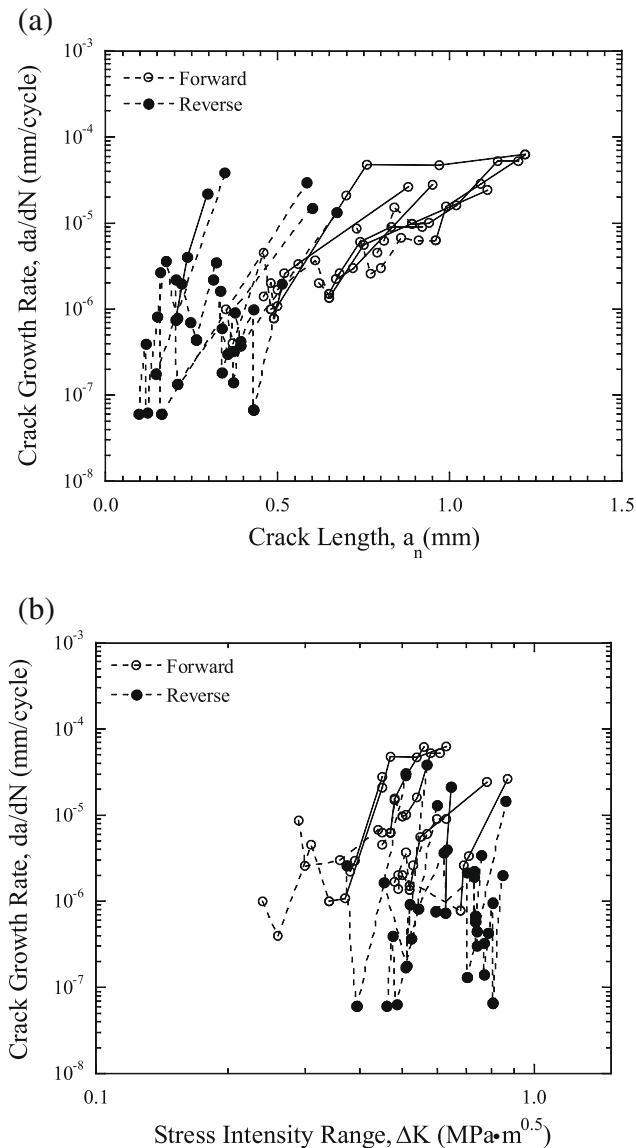 (a)
10-3
Forward
Reverse
10-4
10-5
10-6
10-7
10-8
Crack Growth Rate, da/dN (mm/cycle)
0.0 0.5 1.0 1.5
Crack Length, an(mm)
(b)
10-3
Forward
Reverse
10-4
10-5
10-6
10-7
10-8
Crack Growth Rate, da/dN (mm/cycle)
0.1 1.0
Stress Intensity Range, ΔK (MPa•m0.5)